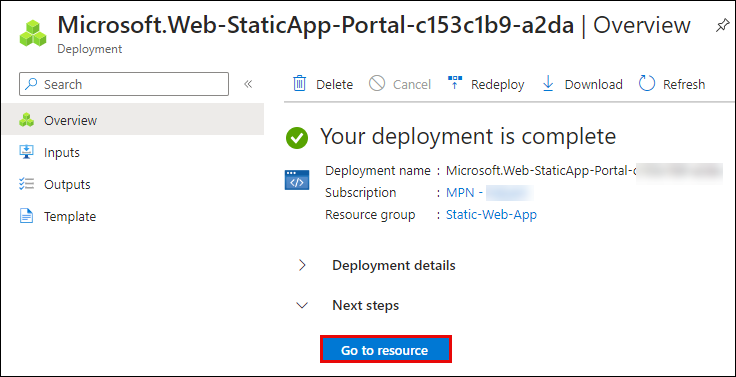 Microsoft.Web-StaticApp-Portal-c153c1b9-a2da | Overview
Deployment
Search
«
Delete
Cancel
Redeploy
Download
Refresh
Overview
Inputs
Outputs
Template
Your deployment is complete
Deployment name : Microsoft.Web-StaticApp-Portal-
Subscription : MPN -
Resource group : Static-Web-App
Deployment details
Next steps
Go to resource